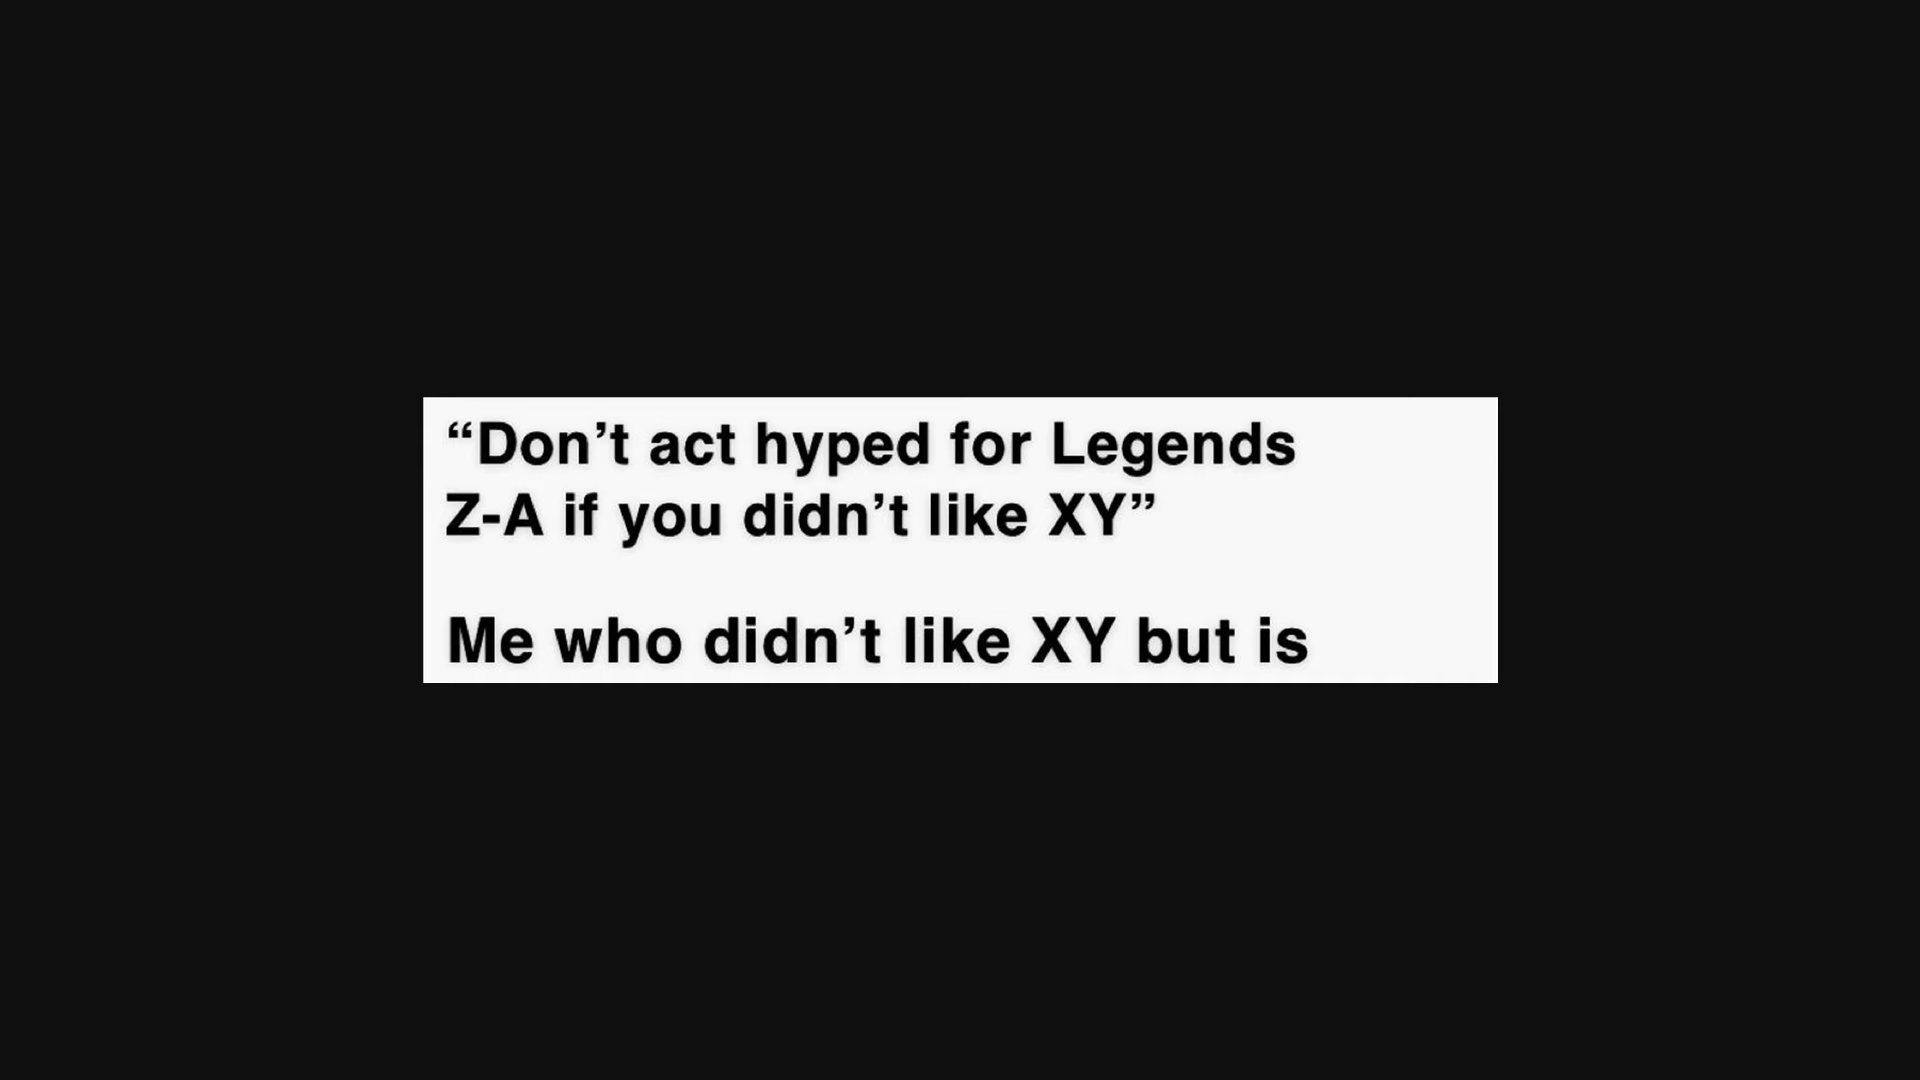 “Don’t act hyped for Legends
Z-A if you didn’t like XY”
Me who didn’t like XY but is